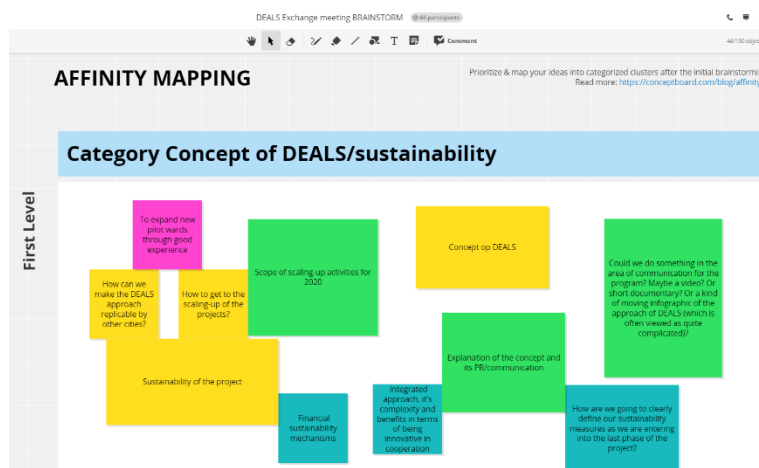 DEALS Exchange meeting BRAINSTORM
All participants
T
Comment
AFFINITY MAPPING
Prioritize & map your ideas into categorized clusters after the initial brainstormi
Read more: https://conceptboard.com/blog/affinity
Category Concept of DEALS/sustainability
First Level
To expand new
pilot wards
through good
experience
Scope of scaling up activities for
2020
Concept op DEALS
Could we do something in the
area of communication for the
program? Maybe a video? Or
short documentary? Or a kind
of moving infographic of the
approach of DEALS (which is
often viewed as quite
complicated)?
How can we
make the DEALS
approach
replicable by
other cities?
How to get to the
scaling-up of the
projects?
Sustainability of the project
Explanation of the concept and
its PR/communication
Financial
sustainability
mechanisms
Integrated
approach, it's
complexity and
benefits in terms
of being
innovative in
cooperation
How are we going to clearly
define our sustainability
measures as we are entering
into the last phase of the
project?